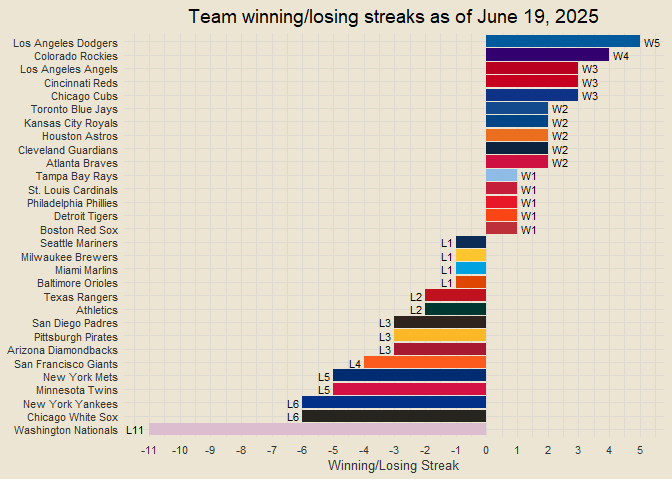 Team winning/losing streaks as of June 19, 2025
Los Angeles Dodgers W5
Colorado Rockies W4
Los Angeles Angels W3
Cincinnati Reds W3
Chicago Cubs W3
Toronto Blue Jays W2
Kansas City Royals W2
Houston Astros W2
Cleveland Guardians W2
Atlanta Braves W2
Tampa Bay Rays W1
St. Louis Cardinals W1
Philadelphia Phillies W1
Detroit Tigers W1
Boston Red Sox W1
Seattle Mariners L1
Milwaukee Brewers L1
Miami Marlins L1
Baltimore Orioles L1
Texas Rangers L2
Athletics L2
San Diego Padres L3
Pittsburgh Pirates L3
Arizona Diamondbacks L3
San Francisco Giants L4
New York Mets L5
Minnesota Twins L5
New York Yankees L6
Chicago White Sox L6
Washington Nationals L11
-11 -10 -9 -8 -7 -6 -5 -4 -3 -2 -1 0 1 2 3 4 5
Winning/Losing Streak